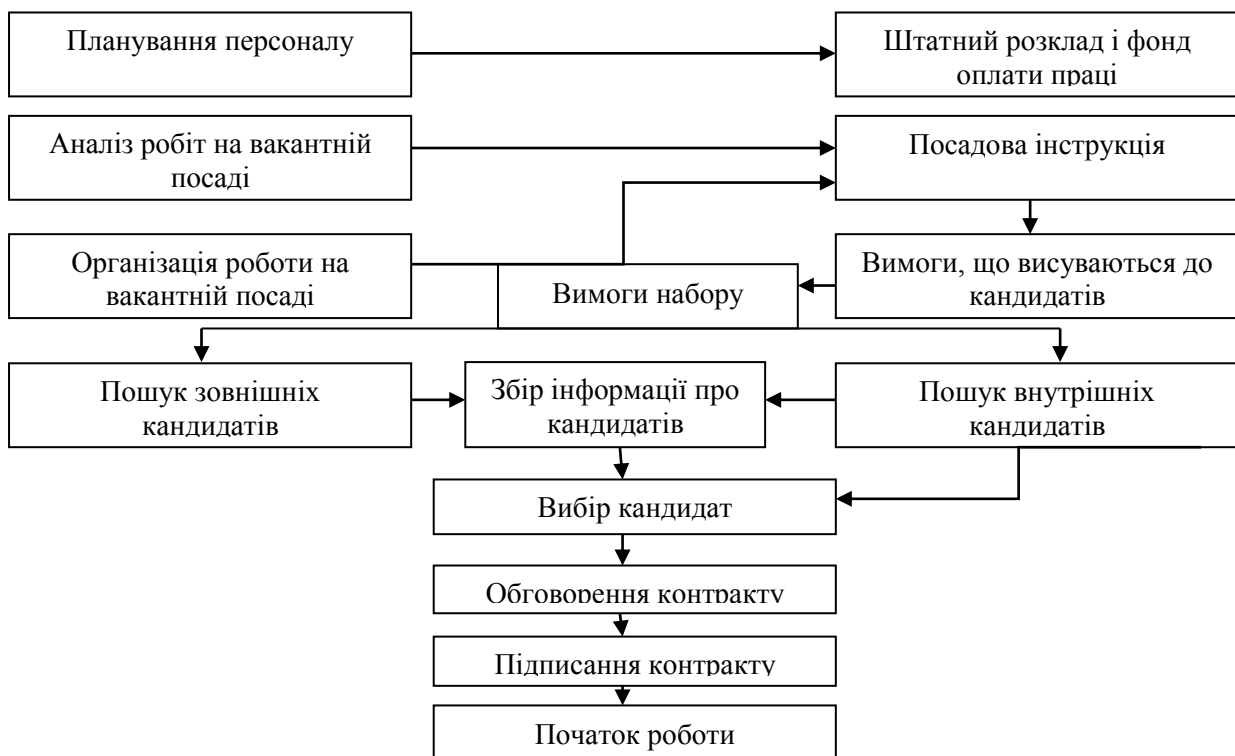 Планування персоналу
Штатний розклад і фонд
оплати праці
Аналіз робіт на вакантній
посаді
Посадова інструкція
Організація роботи на
вакантній посаді
Вимоги набору
Вимоги, що висуваються до
кандидатів
Пошук зовнішніх
кандидатів
Збір інформації про
кандидатів
Пошук внутрішніх
кандидатів
Вибір кандидат
Обговорення контракту
Підписання контракту
Початок роботи